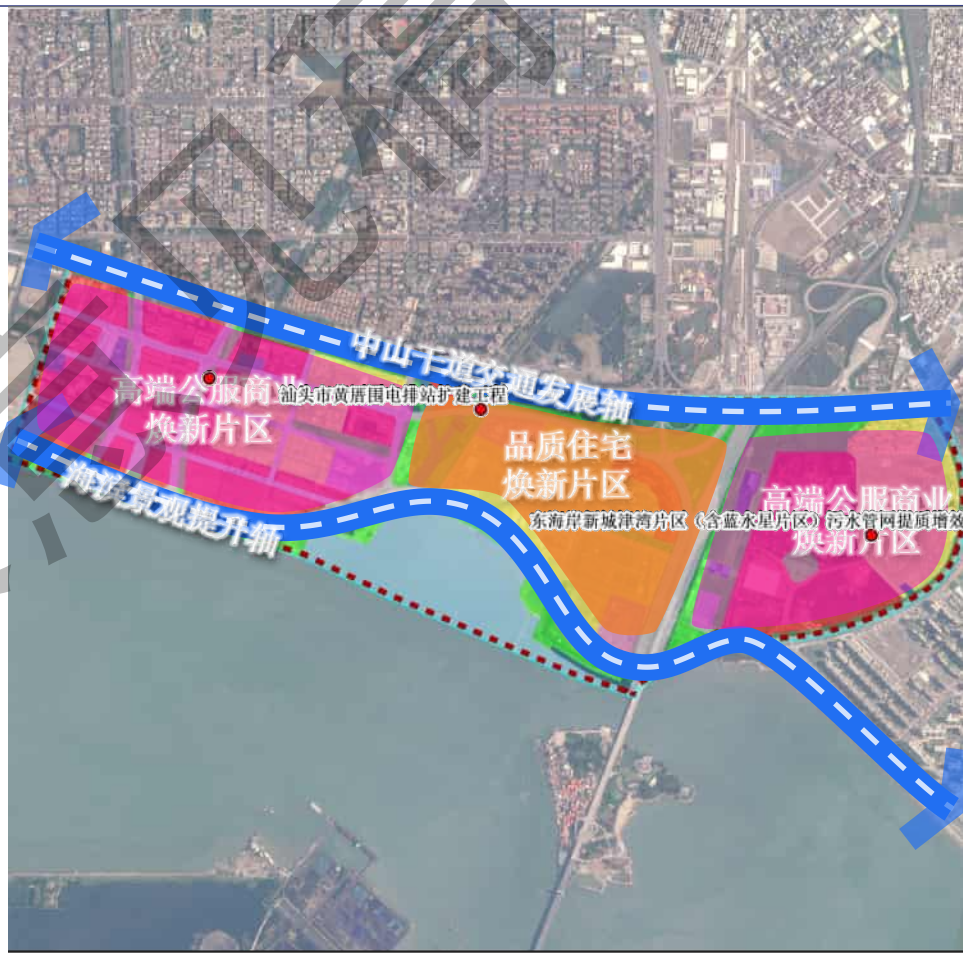 稿
见
意
中山干道交通发展轴
高端公服商
焕新片区
汕头市黄厝围电排站扩建工程
品质住宅
焕新片区
海滨景观提升轴
高端公服商业
焕新片区
东海岸新城津湾片区（含蓝水星片区）污水管网提质增效